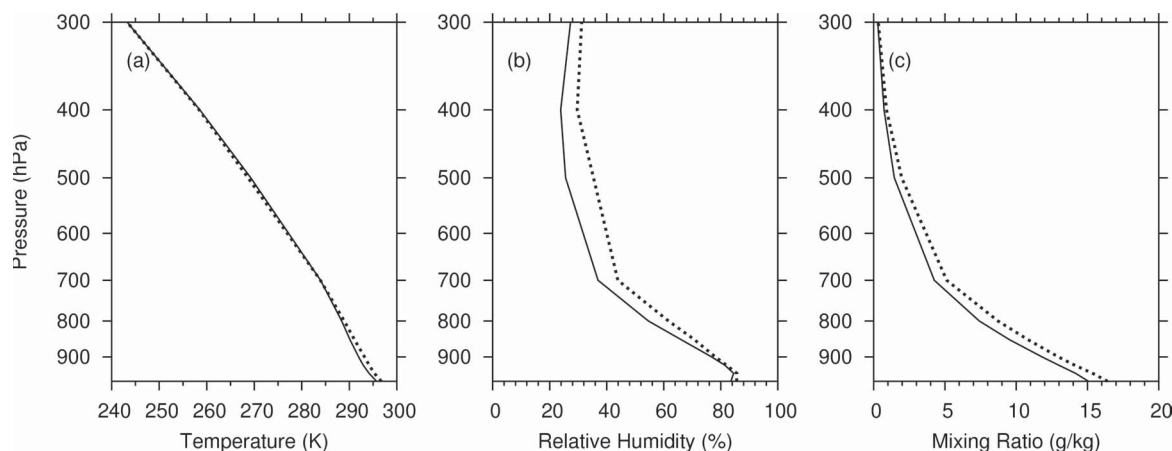 300
400
500
600
700
800
900
Pressure (hPa)
(a)
240 250 260 270 280 290 300
Temperature (K)
300
400
500
600
700
800
900
(b)
0 20 40 60 80 100
Relative Humidity (%)
300
400
500
600
700
800
900
(c)
0 5 10 15 20
Mixing Ratio (g/kg)